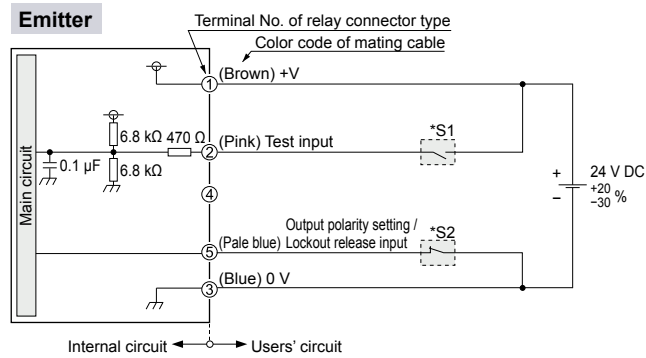 Emitter
Terminal No. of relay connector type
Color code of mating cable
1 (Brown) +V
6.8 kΩ 470 Ω
2 (Pink) Test input
*S1
0.1 µF
6.8 kΩ
Main circuit
4
+ 24 V DC
− +20 −30 %
Output polarity setting /
5 (Pale blue) Lockout release input
*S2
3 (Blue) 0 V
Internal circuit Users' circuit